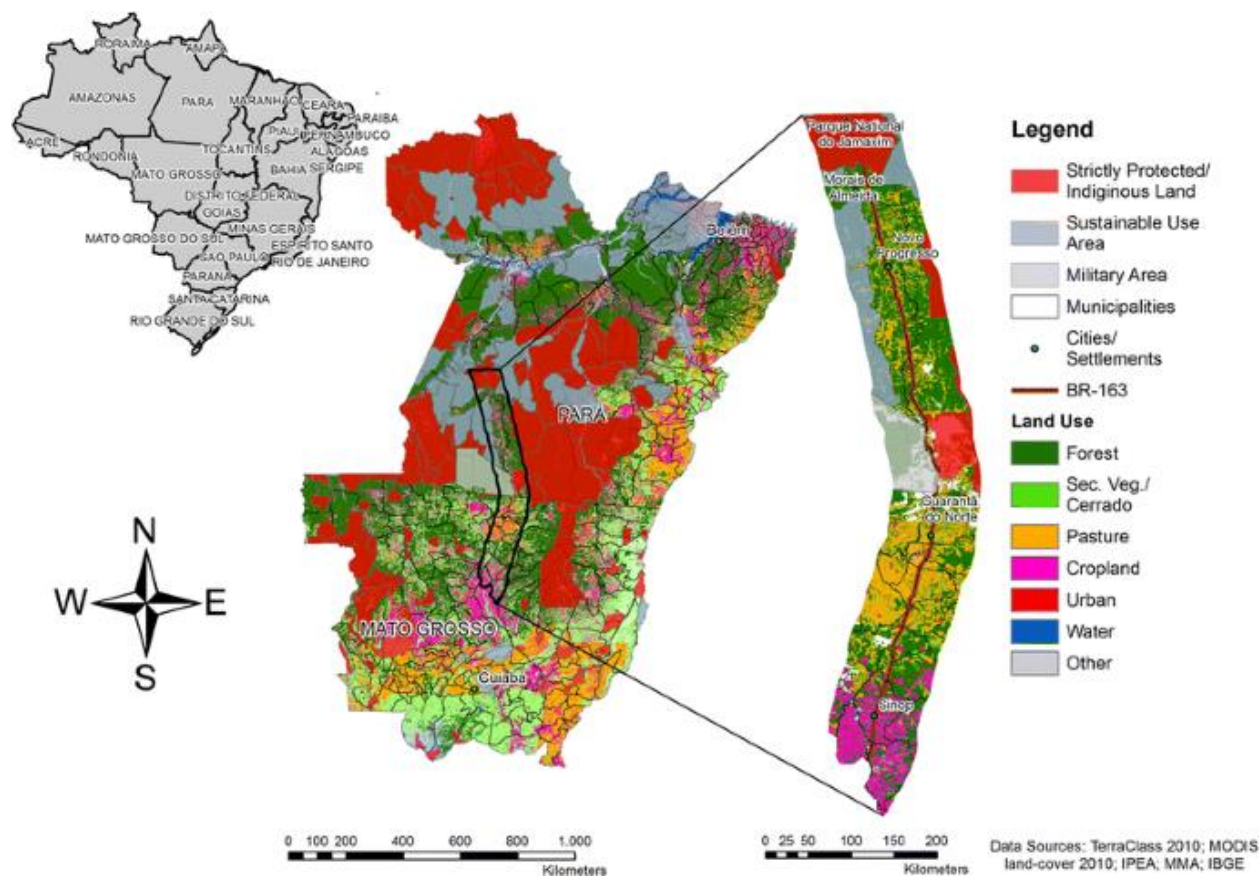 RORAIMA
AMAPA
AMAZONAS
PARA
MARANHAO
CEARA
PARAIBA
PIAUI
PERNAMBUCO
ACRE
TOCANTINS
ALAGOAS
RONDONIA
BAHIA
SERGIPE
MATO GROSSO
DISTRITO FEDERAL
GOIAS
MINAS GERAIS
MATO GROSSO DO SUL
ESPIRITO SANTO
SAO PAULO
RIO DE JANEIRO
PARANA
SANTA CATARINA
RIO GRANDE DO SUL
N
W
E
S
Belem
PARA
MATO GROSSO
Cuiaba
Parque National
do Jamaxim
Morais de
Almeida
Novo
Progresso
Guarantã
do Norte
Sinop
Legend
Strictly Protected/
Indiginous Land
Sustainable Use
Area
Military Area
Municipalities
Cities/
Settlements
BR-163
Land Use
Forest
Sec. Veg./
Cerrado
Pasture
Cropland
Urban
Water
Other
0 100 200 400 600 800 1.000
Kilometers
0 25 50 100 150 200
Kilometers
Data Sources: TerraClass 2010; MODIS
land-cover 2010; IPEA; MMA; IBGE